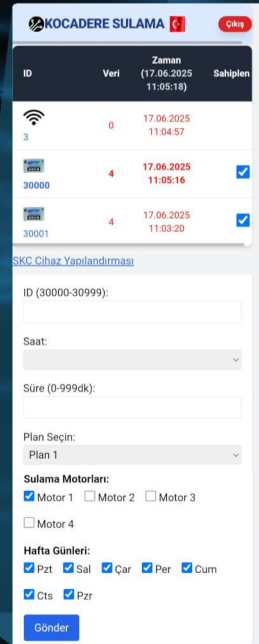 KOCADERE SULAMA
Çıkış
ID Veri Zaman (17.06.2025 11:05:18) Sahiplen
3 0 17.06.2025 11:04:57
30000 4 17.06.2025 11:05:16
30001 4 17.06.2025 11:03:20
SKC Cihaz Yapılandırması
ID (30000-30999):
Saat:
Süre (0-999dk):
Plan Seçin:
Plan 1
Sulama Motorları:
Motor 1 Motor 2 Motor 3
Motor 4
Hafta Günleri:
Pzt Sal Çar Per Cum
Cts Pzr
Gönder